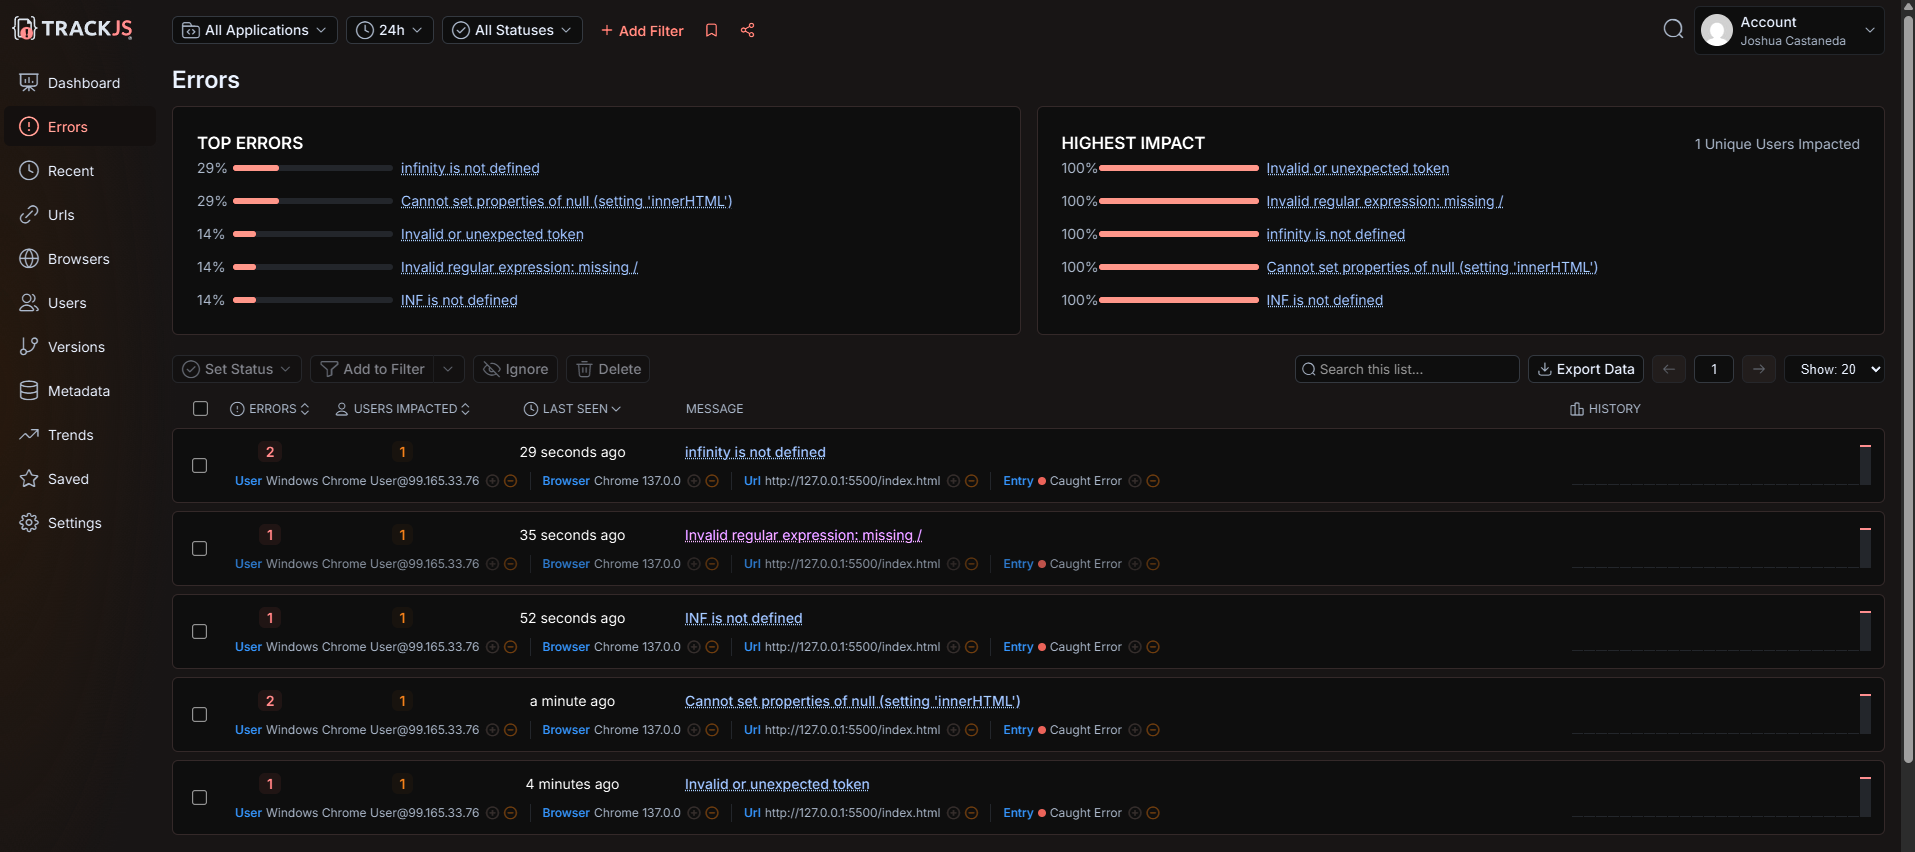 TRACKJS
All Applications
24h
All Statuses
+ Add Filter
Account
Joshua Castaneda
Dashboard
Errors
Recent
Urls
Browsers
Users
Versions
Metadata
Trends
Saved
Settings
Errors
TOP ERRORS
29% infinity is not defined
29% Cannot set properties of null (setting 'innerHTML')
14% Invalid or unexpected token
14% Invalid regular expression: missing /
14% INF is not defined
HIGHEST IMPACT
1 Unique Users Impacted
100% Invalid or unexpected token
100% Invalid regular expression: missing /
100% infinity is not defined
100% Cannot set properties of null (setting 'innerHTML')
100% INF is not defined
Set Status
Add to Filter
Ignore
Delete
Search this list...
Export Data
1
Show: 20
ERRORS USERS IMPACTED LAST SEEN MESSAGE HISTORY
2 1 29 seconds ago infinity is not defined
User Windows Chrome User@99.165.33.76 Browser Chrome 137.0.0 Url http://127.0.0.1:5500/index.html Entry Caught Error
1 1 35 seconds ago Invalid regular expression: missing /
User Windows Chrome User@99.165.33.76 Browser Chrome 137.0.0 Url http://127.0.0.1:5500/index.html Entry Caught Error
1 1 52 seconds ago INF is not defined
User Windows Chrome User@99.165.33.76 Browser Chrome 137.0.0 Url http://127.0.0.1:5500/index.html Entry Caught Error
2 1 a minute ago Cannot set properties of null (setting 'innerHTML')
User Windows Chrome User@99.165.33.76 Browser Chrome 137.0.0 Url http://127.0.0.1:5500/index.html Entry Caught Error
1 1 4 minutes ago Invalid or unexpected token
User Windows Chrome User@99.165.33.76 Browser Chrome 137.0.0 Url http://127.0.0.1:5500/index.html Entry Caught Error